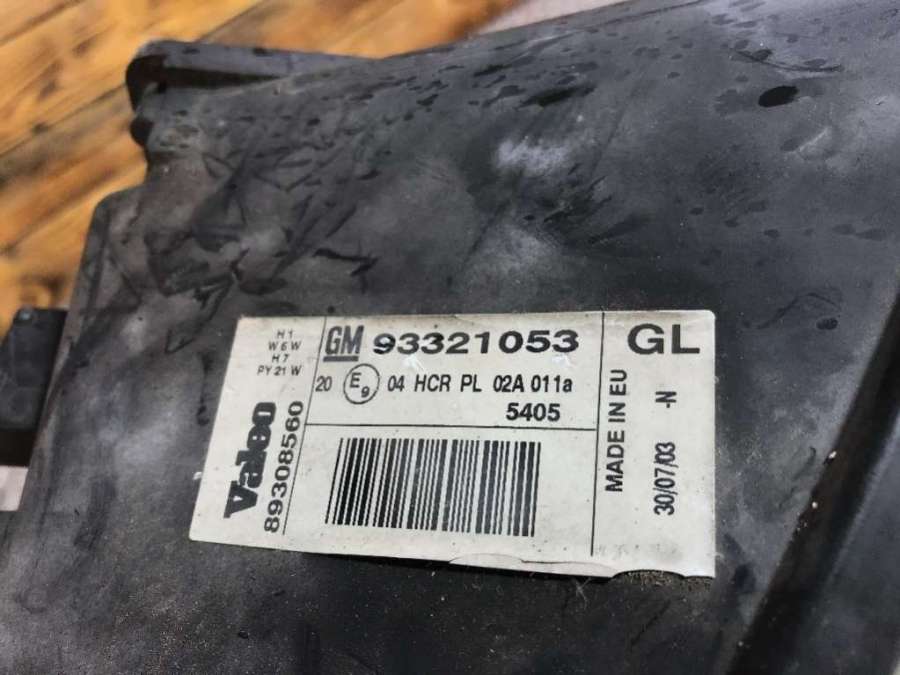 H1
W5W
H7
PY21W
Valeo
89308560
GM 93321053
20 E9 04 HCR PL 02A 011a
5405
GL
MADE IN EU
30/07/03 -N